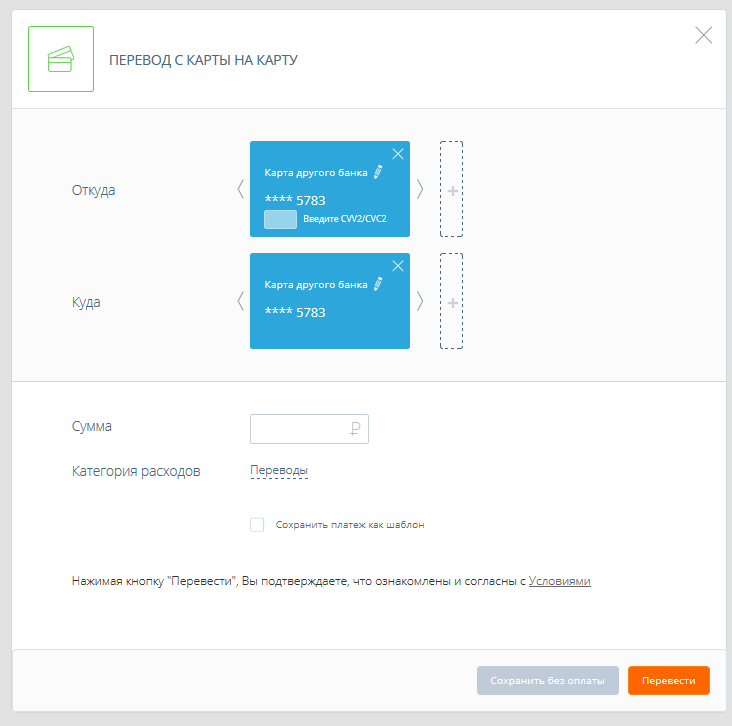 ПЕРЕВОД С КАРТЫ НА КАРТУ
Откуда
Карта другого банка
**** 5783
Введите CVV2/CVC2
Куда
Карта другого банка
**** 5783
Сумма
₽
Категория расходов
Переводы
Сохранить платеж как шаблон
Нажимая кнопку "Перевести", Вы подтверждаете, что ознакомлены и согласны с Условиями
Сохранить без оплаты
Перевести